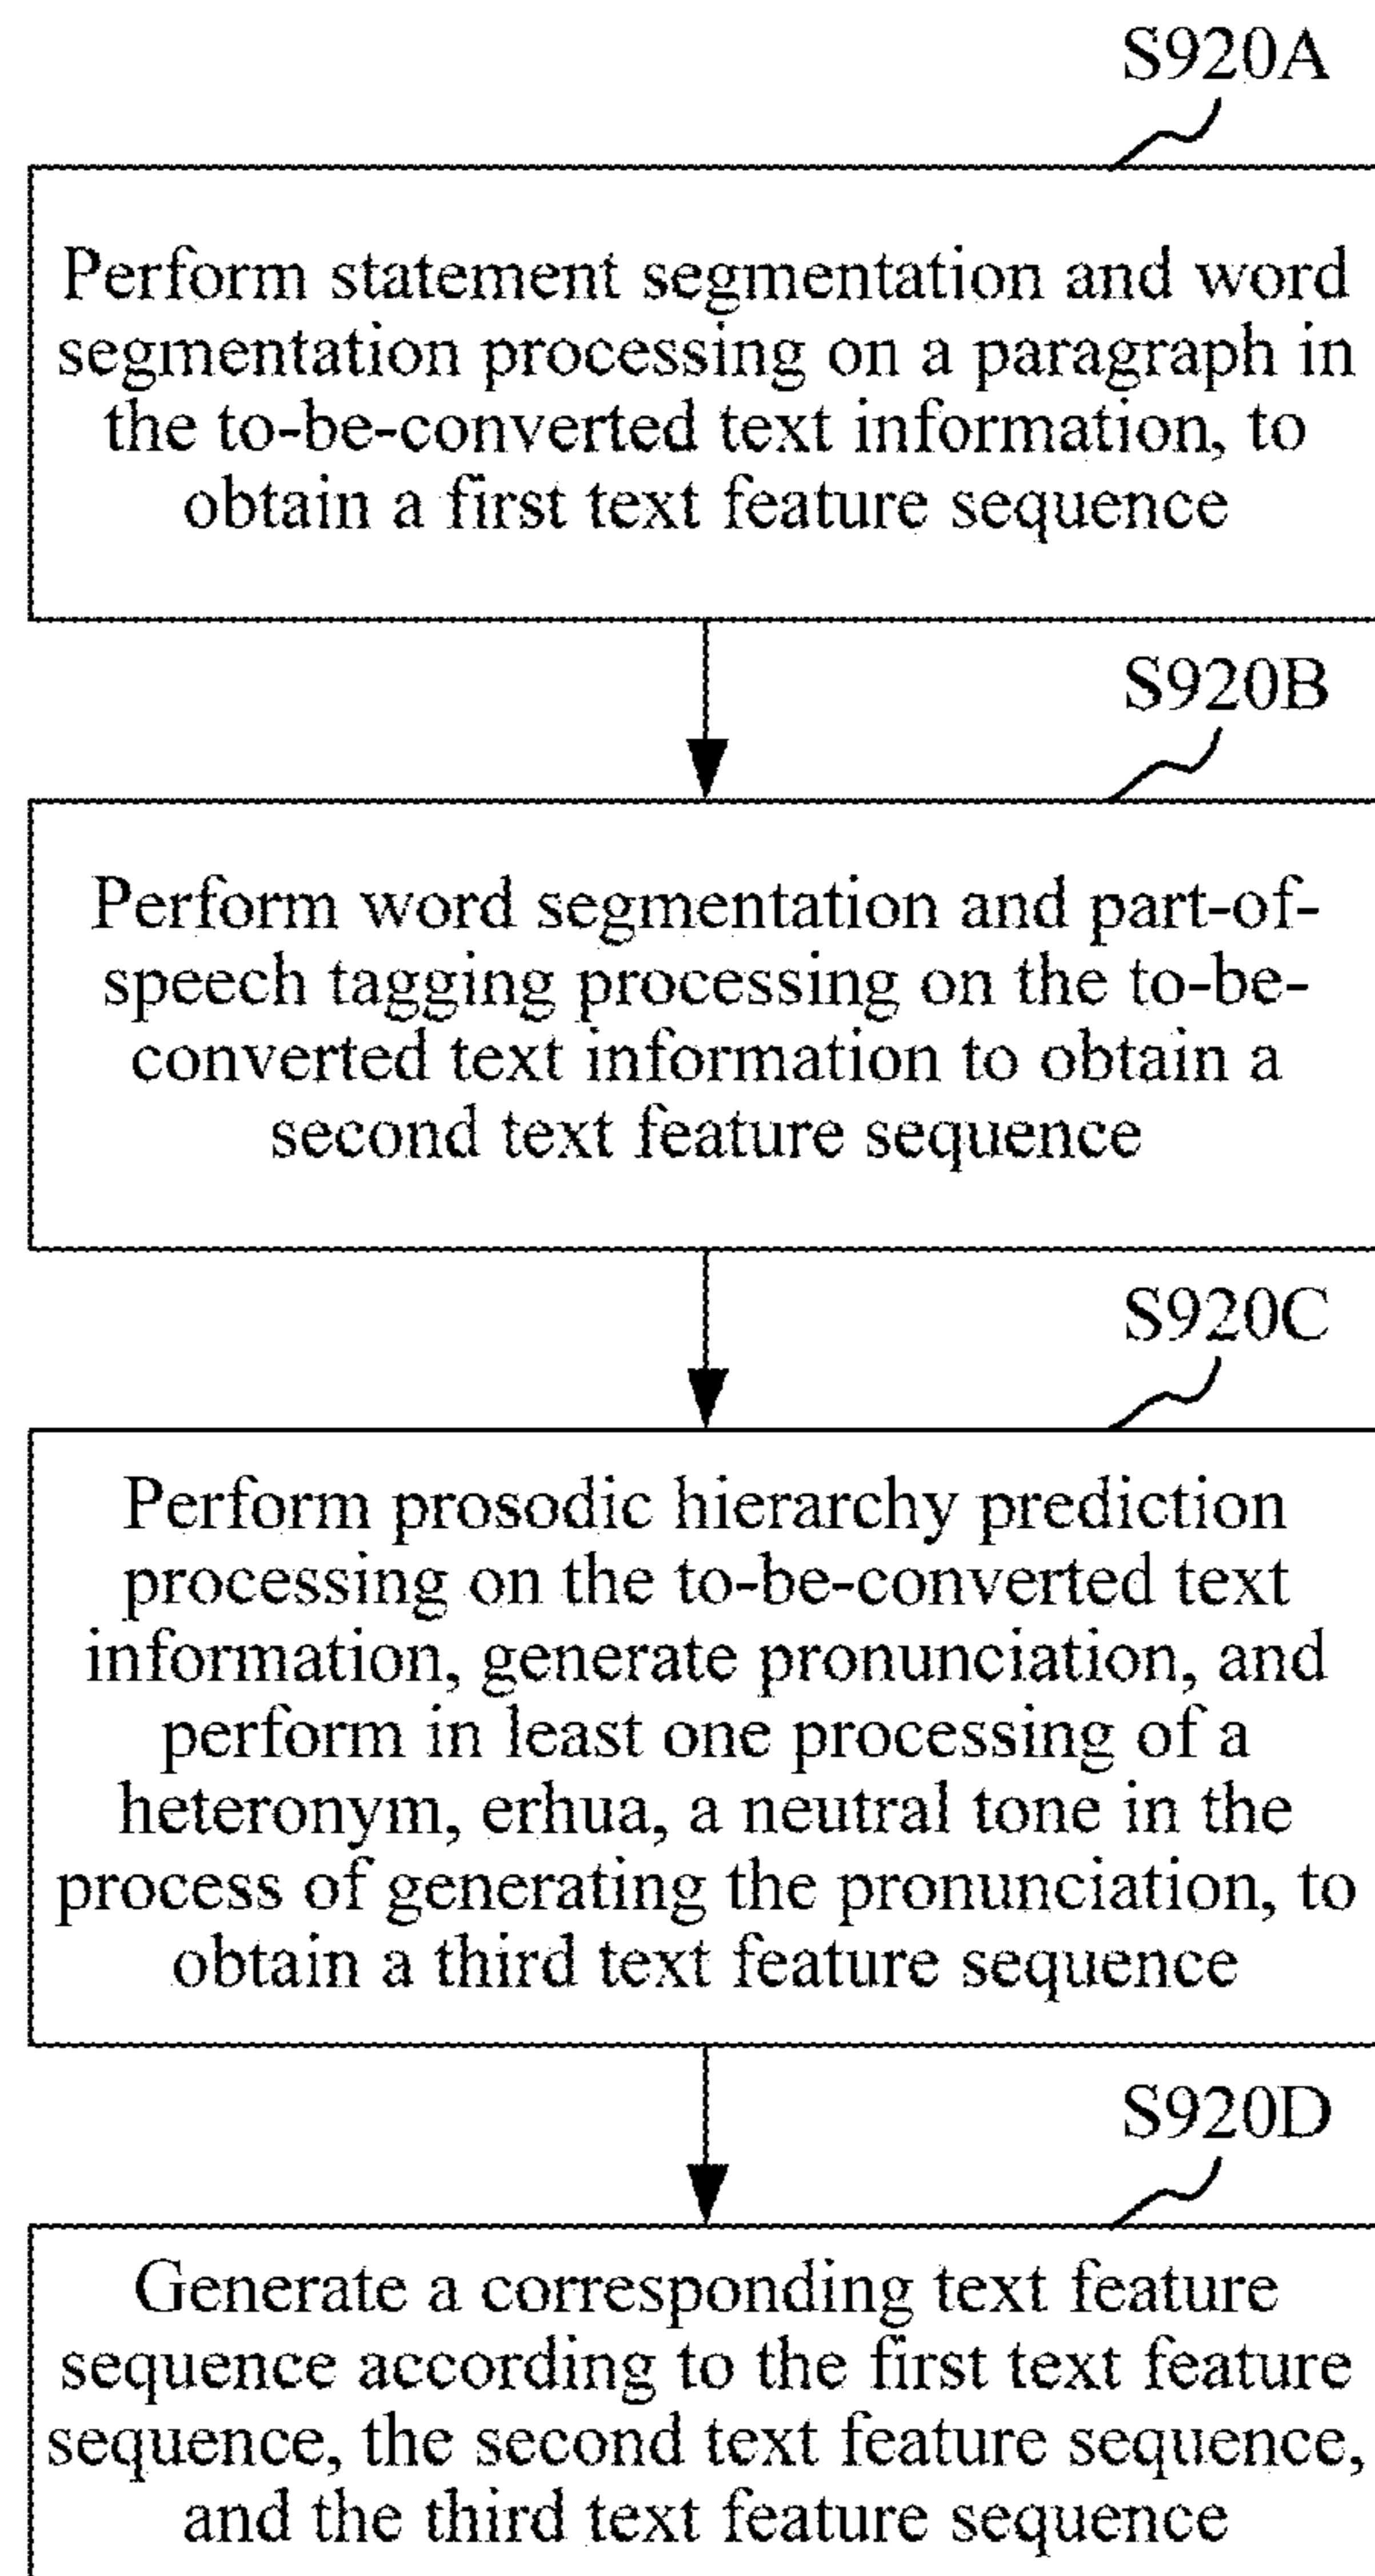 S920A
Perform statement segmentation and word
segmentation processing on a paragraph in
the to-be-converted text information, to
obtain a first text feature sequence
S920B
Perform word segmentation and part-of-
speech tagging processing on the to-be-
converted text information to obtain a
second text feature sequence
S920C
Perform prosodic hierarchy prediction
processing on the to-be-converted text
information, generate pronunciation, and
perform in least one processing of a
heteronym, erhua, a neutral tone in the
process of generating the pronunciation, to
obtain a third text feature sequence
S920D
Generate a corresponding text feature
sequence according to the first text feature
sequence, the second text feature sequence,
and the third text feature sequence